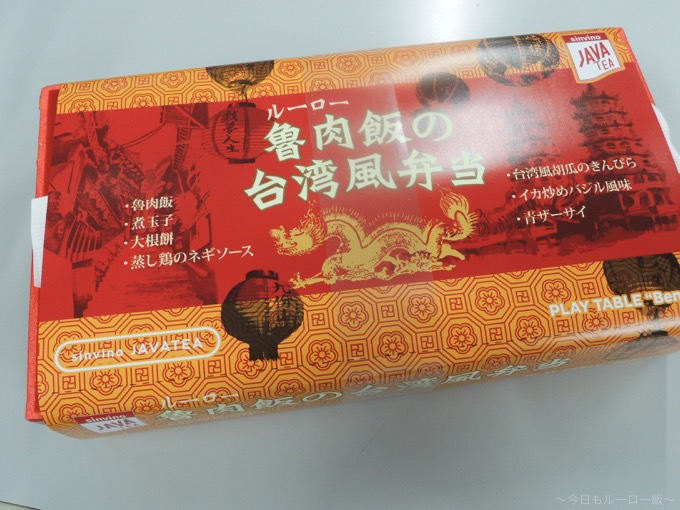 sinvino
JAVA
TEA
ルーロー
魯肉飯の
台湾風弁当
・魯肉飯
・煮玉子
・大根餅
・蒸し鶏のネギソース
・台湾風胡瓜のきんぴら
・イカ炒めバジル風味
・青ザーサイ
PLAY TABLE "Ben
sinvino JAVATEA
sinvino
JAVA
ルーロー
魯肉飯の台湾風弁当
〜今日もルーロー飯〜